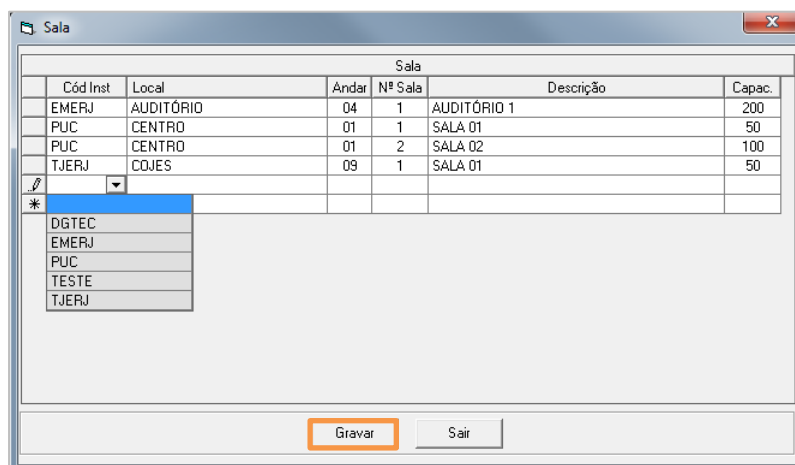 Sala
Sala
Cód Inst Local Andar Nº Sala Descrição Capac.
EMERJ AUDITÓRIO 04 1 AUDITÓRIO 1 200
PUC CENTRO 01 1 SALA 01 50
PUC CENTRO 01 2 SALA 02 100
TJERJ COJES 09 1 SALA 01 50
DGTEC
EMERJ
PUC
TESTE
TJERJ
Gravar Sair